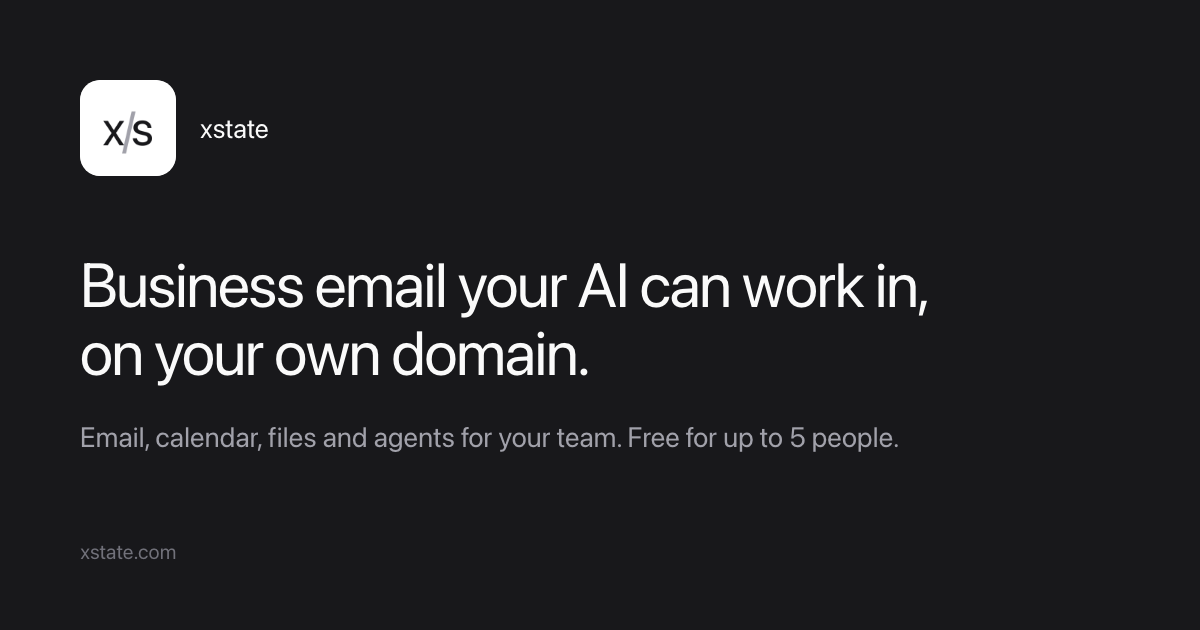 x/s
xstate
Business email your AI can work in,
on your own domain.
Email, calendar, files and agents for your team. Free for up to 5 people.
xstate.com